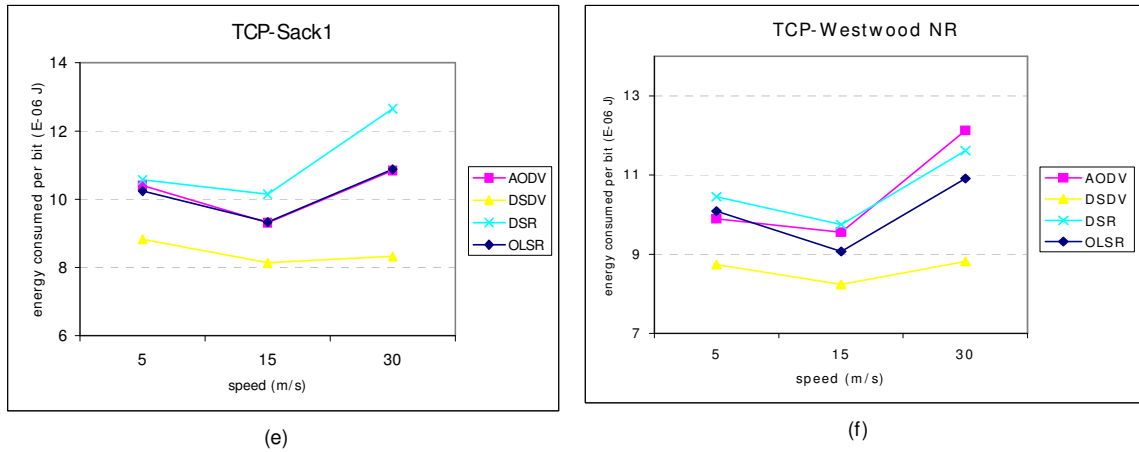 TCP-Sack1
energy consumed per bit (E-06 J)
14
12
10
8
6
5
15
30
speed (m/s)
AODV
DSDV
DSR
OLSR
(e)
TCP-Westwood NR
energy consumed per bit (E-06 J)
13
11
9
7
5
15
30
speed (m/s)
AODV
DSDV
DSR
OLSR
(f)